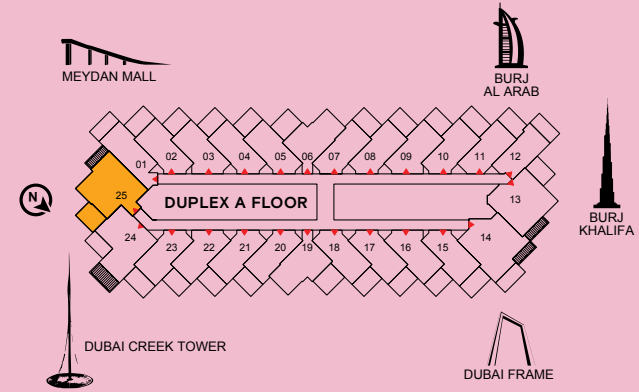 MEYDAN MALL
BURJ
AL ARAB
01 02 03 04 05 06 07 08 09 10 11 12
25
DUPLEX A FLOOR
13
N
BURJ
KHALIFA
24 23 22 21 20 19 18 17 16 15 14
DUBAI CREEK TOWER
DUBAI FRAME